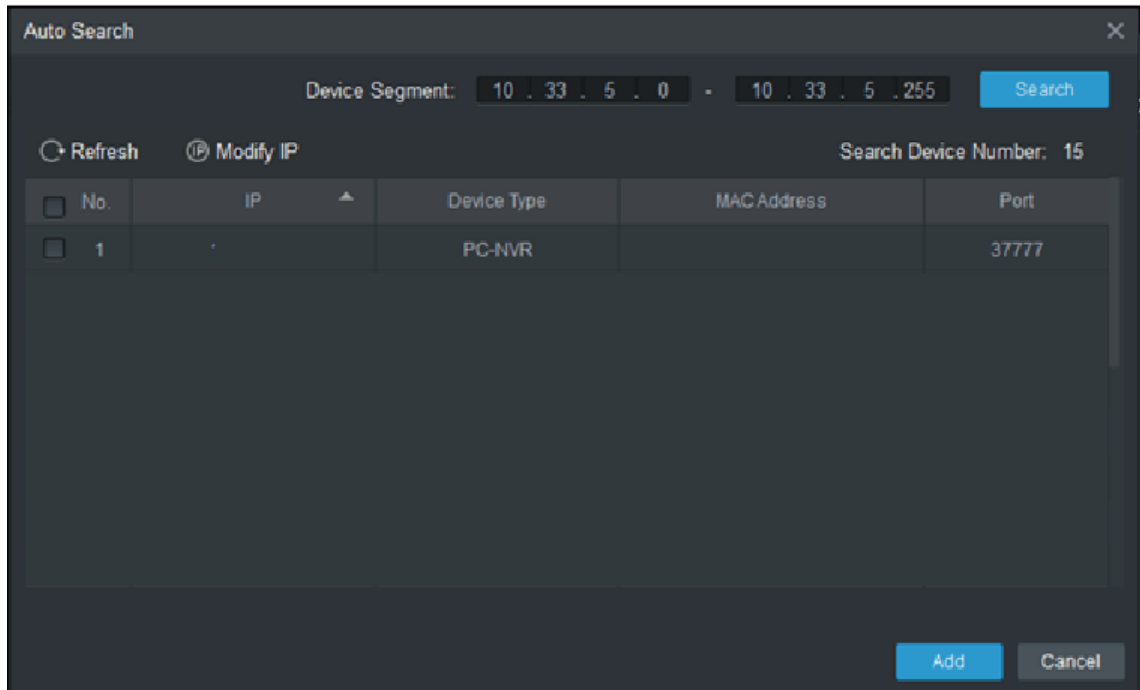 Auto Search
Device Segment: 10 . 33 . 5 . 0 - 10 . 33 . 5 . 255 Search
Refresh IP Modify IP Search Device Number: 15
No. IP Device Type MAC Address Port
1 PC-NVR 37777
Add Cancel